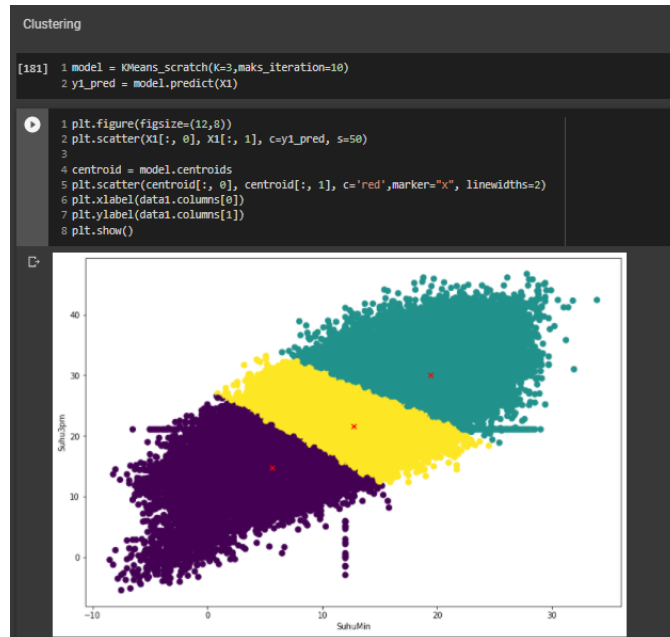 Clustering
[181] 1 model = KMeans_scratch(K=3,maks_iteration=10)
2 y1_pred = model.predict(X1)
1 plt.figure(figsize=(12,8))
2 plt.scatter(X1[:, 0], X1[:, 1], c=y1_pred, s=50)
3
4 centroid = model.centroids
5 plt.scatter(centroid[:, 0], centroid[:, 1], c='red',marker="x", linewidths=2)
6 plt.xlabel(data1.columns[0])
7 plt.ylabel(data1.columns[1])
8 plt.show()
40
30
20
10
0
Suhu3pm
−10 0 10 20 30
SuhuMin